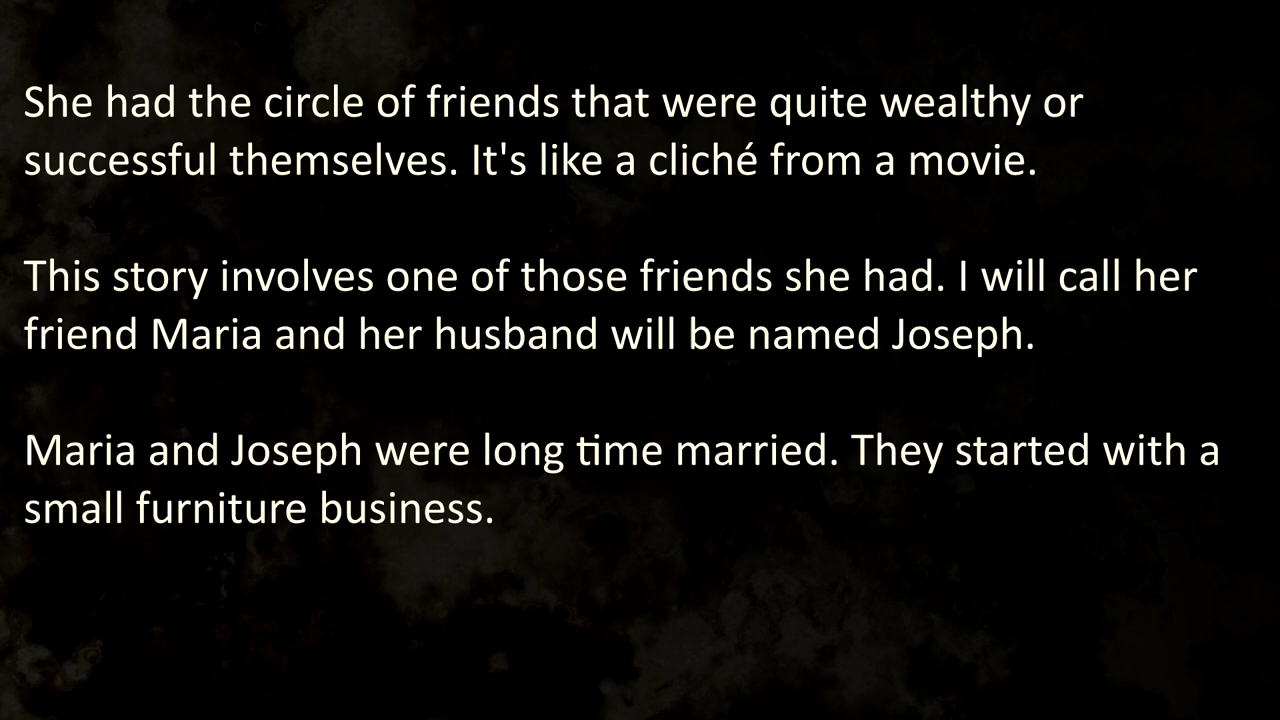 She had the circle of friends that were quite wealthy or
successful themselves. It's like a cliché from a movie.
This story involves one of those friends she had. I will call her
friend Maria and her husband will be named Joseph.
Maria and Joseph were long time married. They started with a
small furniture business.